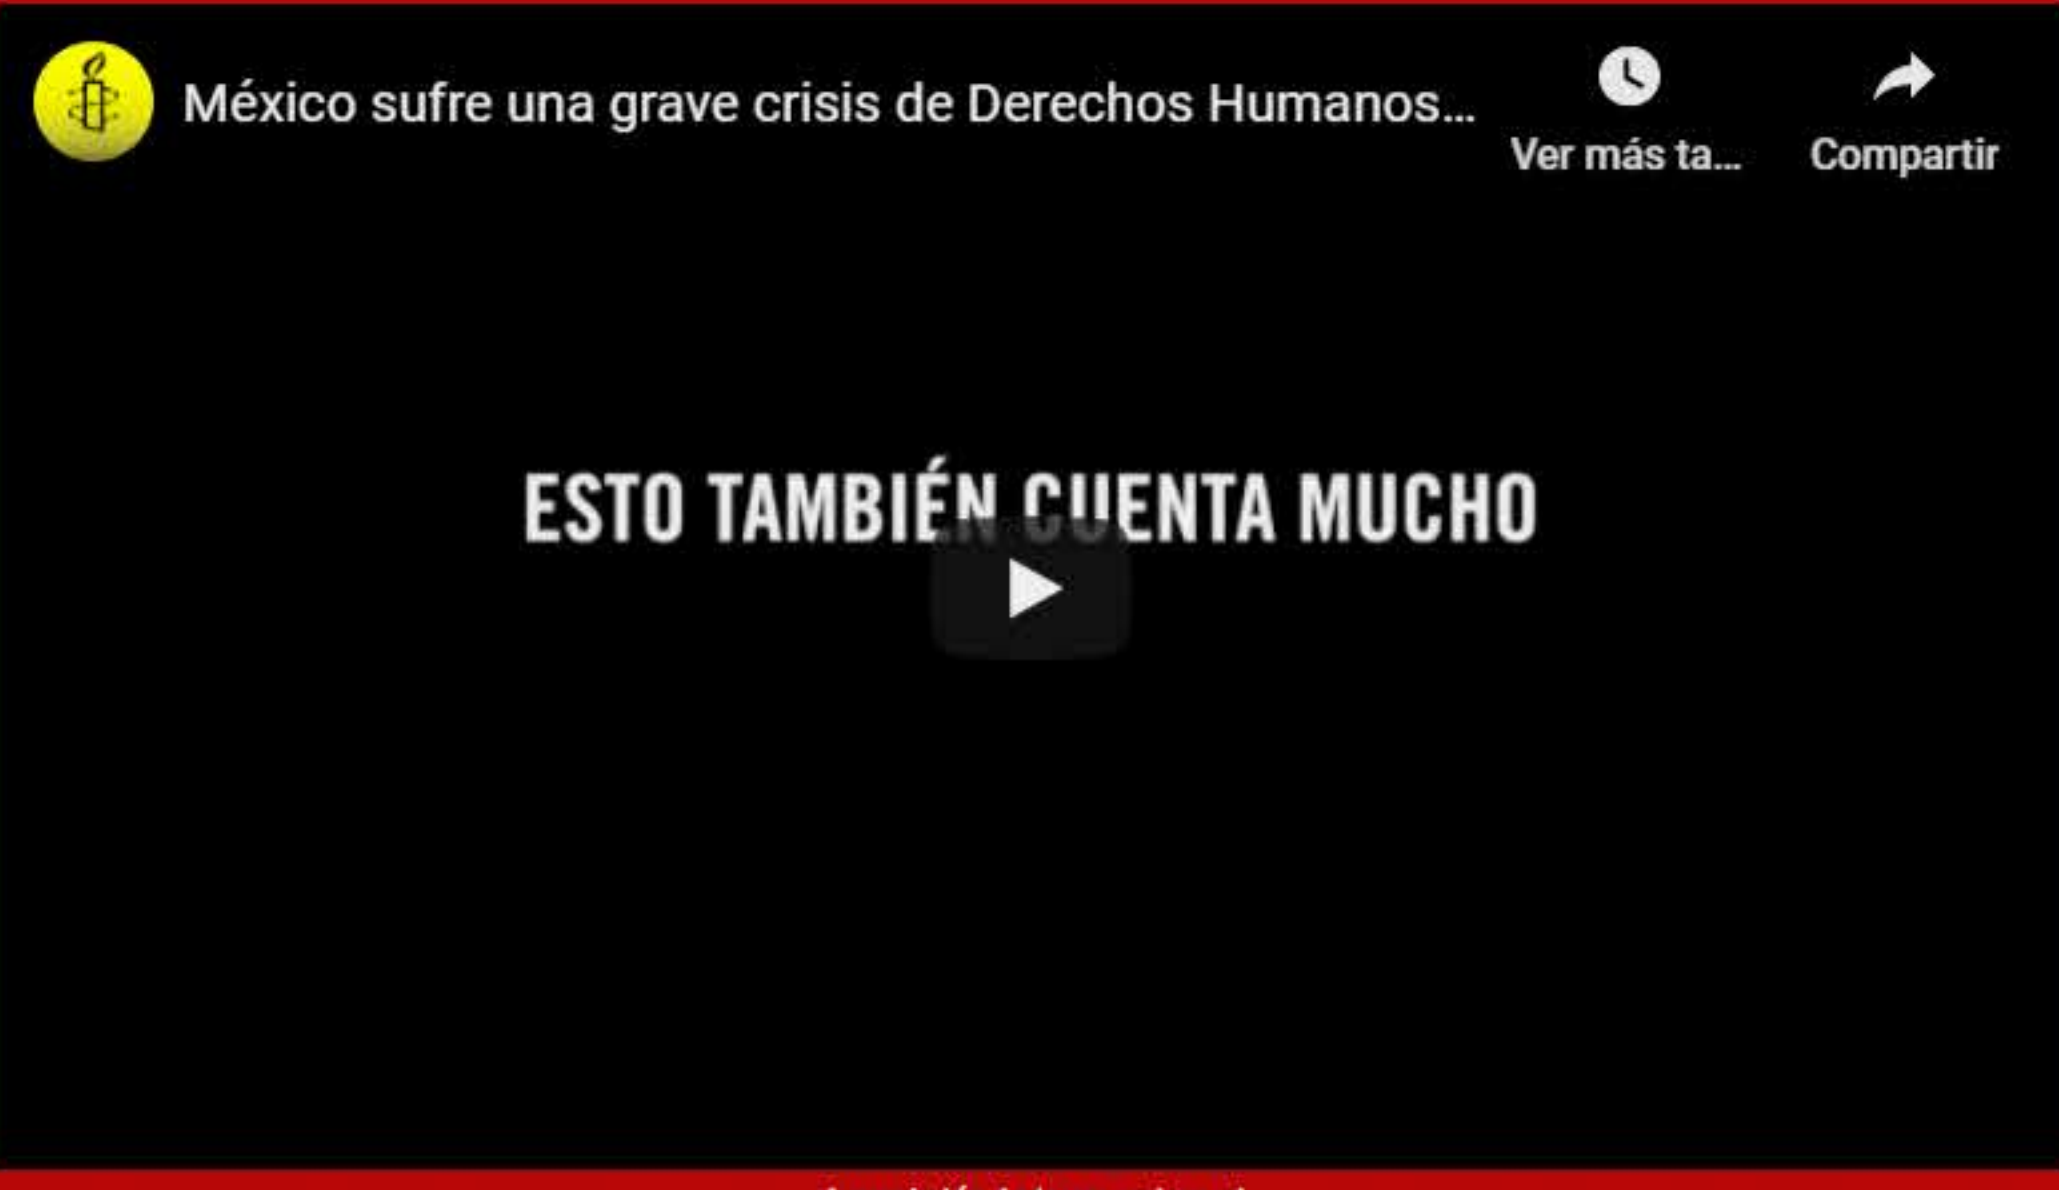 México sufre una grave crisis de Derechos Humanos...
Ver más ta...
Compartir
ESTO TAMBIÉN CUENTA MUCHO